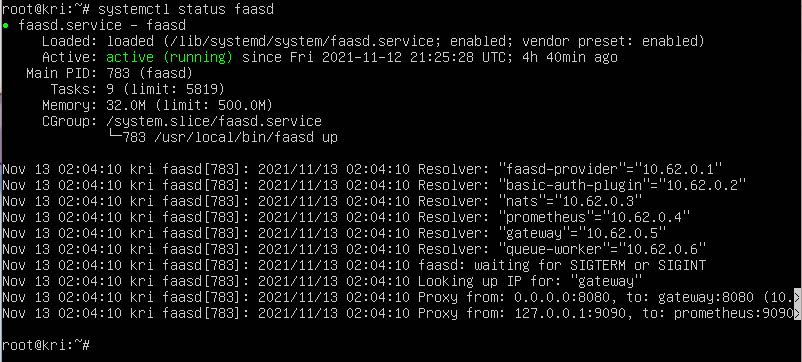 root@kri:~# systemctl status faasd
● faasd.service - faasd
     Loaded: loaded (/lib/systemd/system/faasd.service; enabled; vendor preset: enabled)
     Active: active (running) since Fri 2021-11-12 21:25:28 UTC; 4h 40min ago
   Main PID: 783 (faasd)
      Tasks: 9 (limit: 5819)
     Memory: 32.0M (limit: 500.0M)
     CGroup: /system.slice/faasd.service
             └─783 /usr/local/bin/faasd up

Nov 13 02:04:10 kri faasd[783]: 2021/11/13 02:04:10 Resolver: "faasd-provider"="10.62.0.1"
Nov 13 02:04:10 kri faasd[783]: 2021/11/13 02:04:10 Resolver: "basic-auth-plugin"="10.62.0.2"
Nov 13 02:04:10 kri faasd[783]: 2021/11/13 02:04:10 Resolver: "nats"="10.62.0.3"
Nov 13 02:04:10 kri faasd[783]: 2021/11/13 02:04:10 Resolver: "prometheus"="10.62.0.4"
Nov 13 02:04:10 kri faasd[783]: 2021/11/13 02:04:10 Resolver: "gateway"="10.62.0.5"
Nov 13 02:04:10 kri faasd[783]: 2021/11/13 02:04:10 Resolver: "queue-worker"="10.62.0.6"
Nov 13 02:04:10 kri faasd[783]: 2021/11/13 02:04:10 faasd: waiting for SIGTERM or SIGINT
Nov 13 02:04:10 kri faasd[783]: 2021/11/13 02:04:10 Looking up IP for: "gateway"
Nov 13 02:04:10 kri faasd[783]: 2021/11/13 02:04:10 Proxy from: 0.0.0.0:8080, to: gateway:8080 (10.>
Nov 13 02:04:10 kri faasd[783]: 2021/11/13 02:04:10 Proxy from: 127.0.0.1:9090, to: prometheus:9090>

root@kri:~#